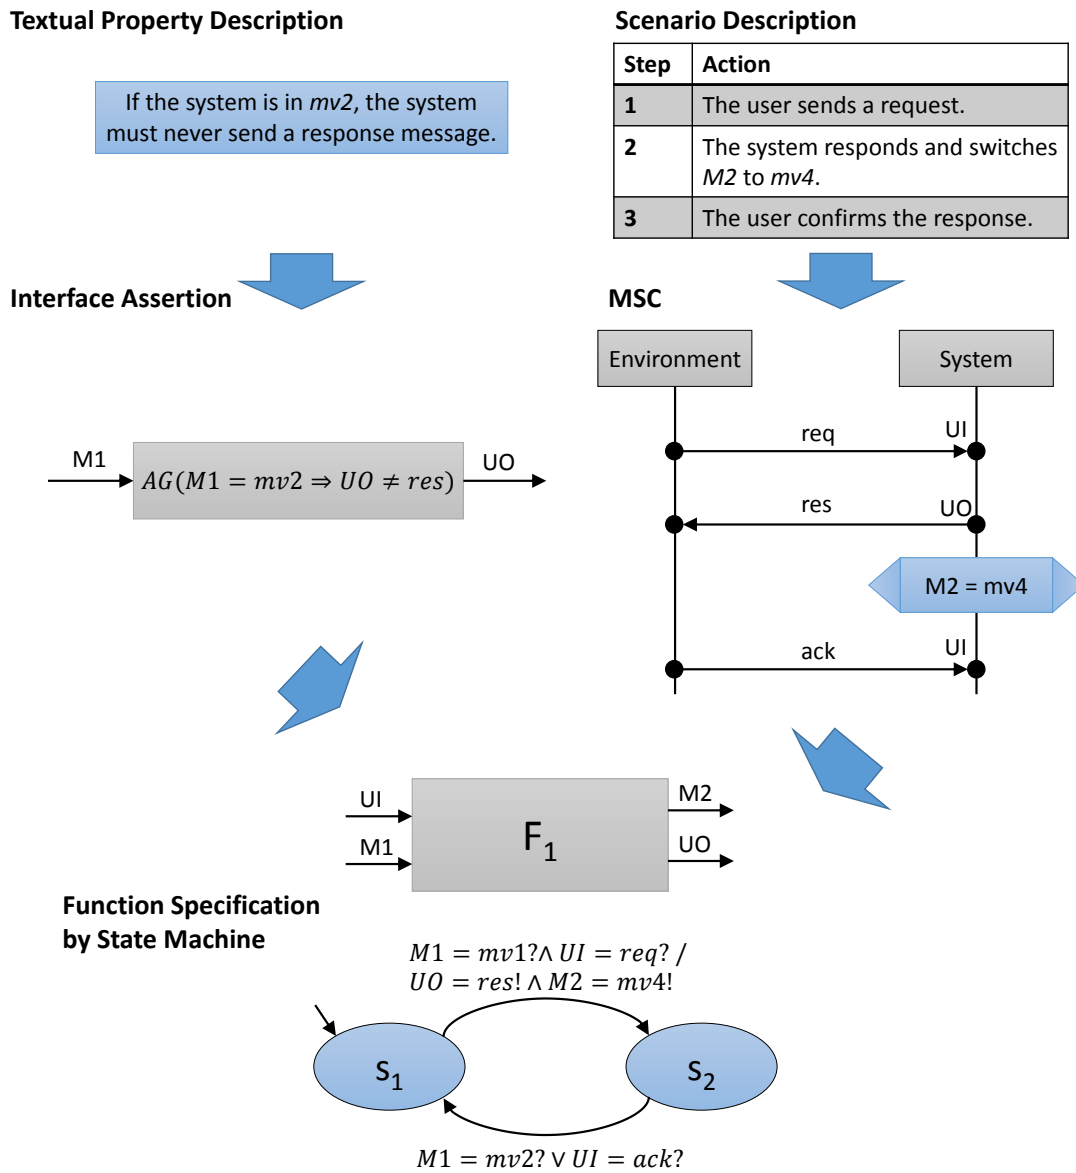 Textual Property Description
If the system is in mv2, the system
must never send a response message.
Scenario Description
Step Action
1 The user sends a request.
2 The system responds and switches
M2 to mv4.
3 The user confirms the response.
Interface Assertion
M1
AG(M1 = mv2 ⇒ UO ≠ res)
UO
MSC
Environment
System
req
UI
res
UO
M2 = mv4
ack
UI
UI
M1
F1
M2
UO
Function Specification
by State Machine
M1 = mv1? ∧ UI = req? /
UO = res! ∧ M2 = mv4!
s1
s2
M1 = mv2? ∨ UI = ack?